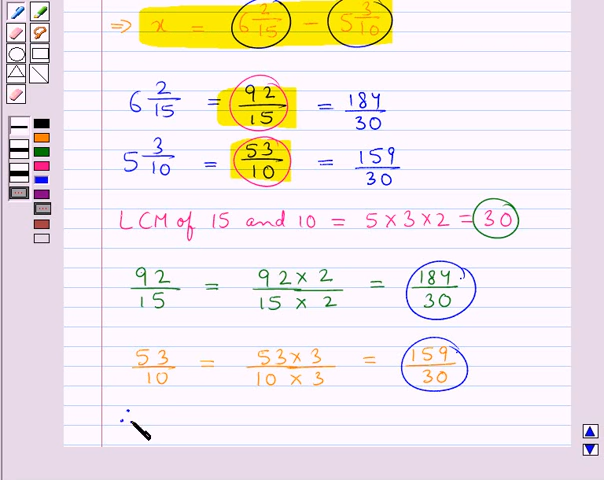 ⇒ x = 6 2/15 − 5 3/10
6 2/15 = 92/15 = 184/30
5 3/10 = 53/10 = 159/30
LCM of 15 and 10 = 5 × 3 × 2 = 30
92/15 = 92 × 2 / 15 × 2 = 184/30
53/10 = 53 × 3 / 10 × 3 = 159/30